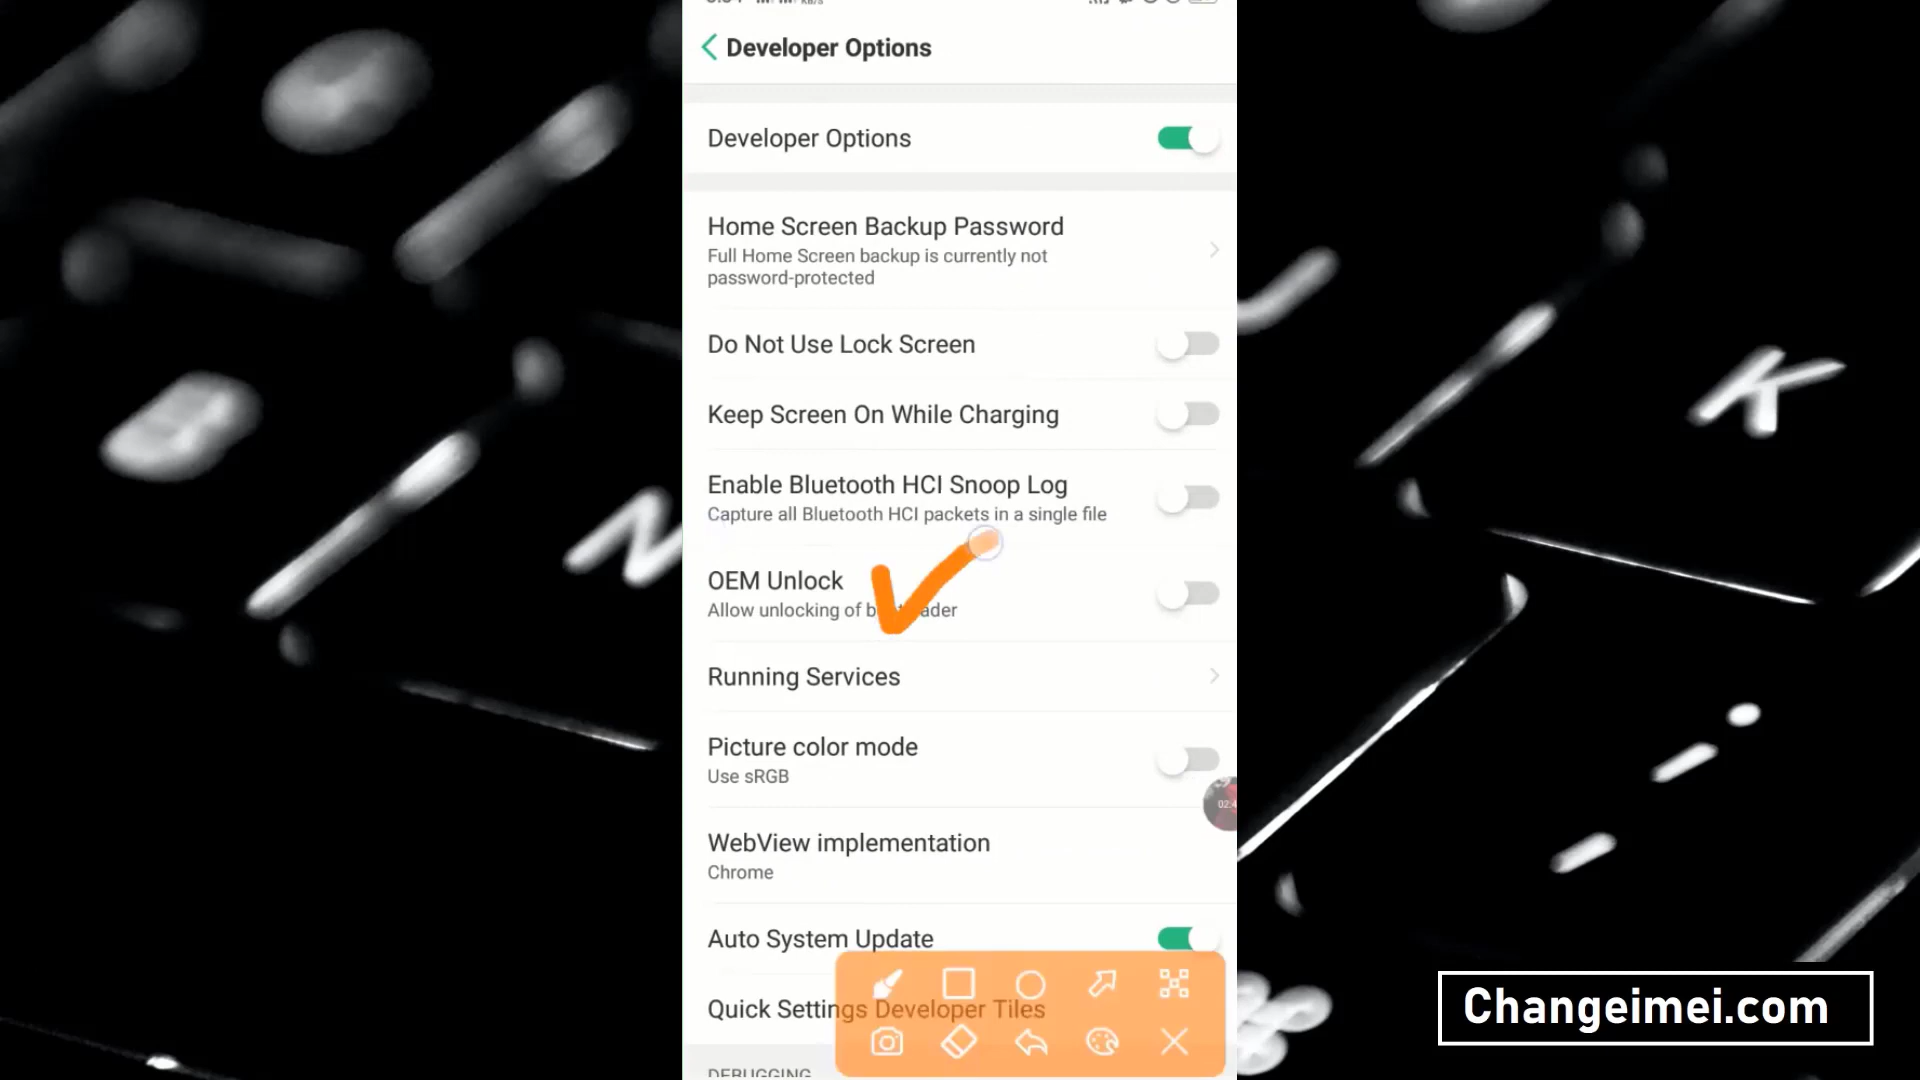 Developer Options
Developer Options
Home Screen Backup Password
Full Home Screen backup is currently not
password-protected
Do Not Use Lock Screen
Keep Screen On While Charging
Enable Bluetooth HCI Snoop Log
Capture all Bluetooth HCI packets in a single file
OEM Unlock
Allow unlocking of
Running Services
Picture color mode
Use sRGB
WebView implementation
Chrome
Auto System Update
Quick Settings Developer Tiles
DEBUGGING
K
N
Changeimei.com